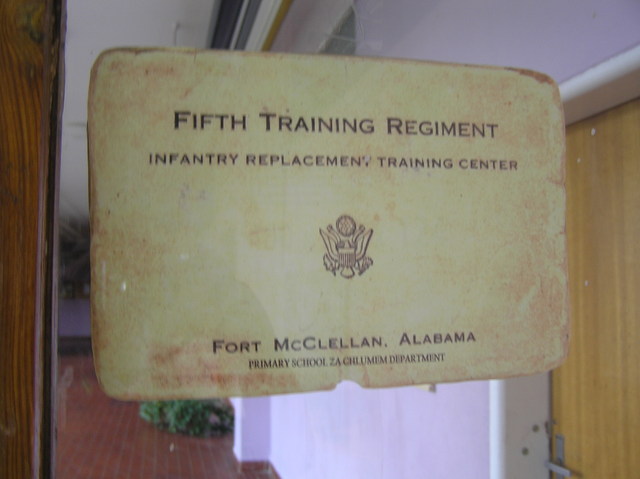 FIFTH TRAINING REGIMENT
INFANTRY REPLACEMENT TRAINING CENTER
FORT MCCLELLAN, ALABAMA
PRIMARY SCHOOL ZA CHLUMEM DEPARTMENT